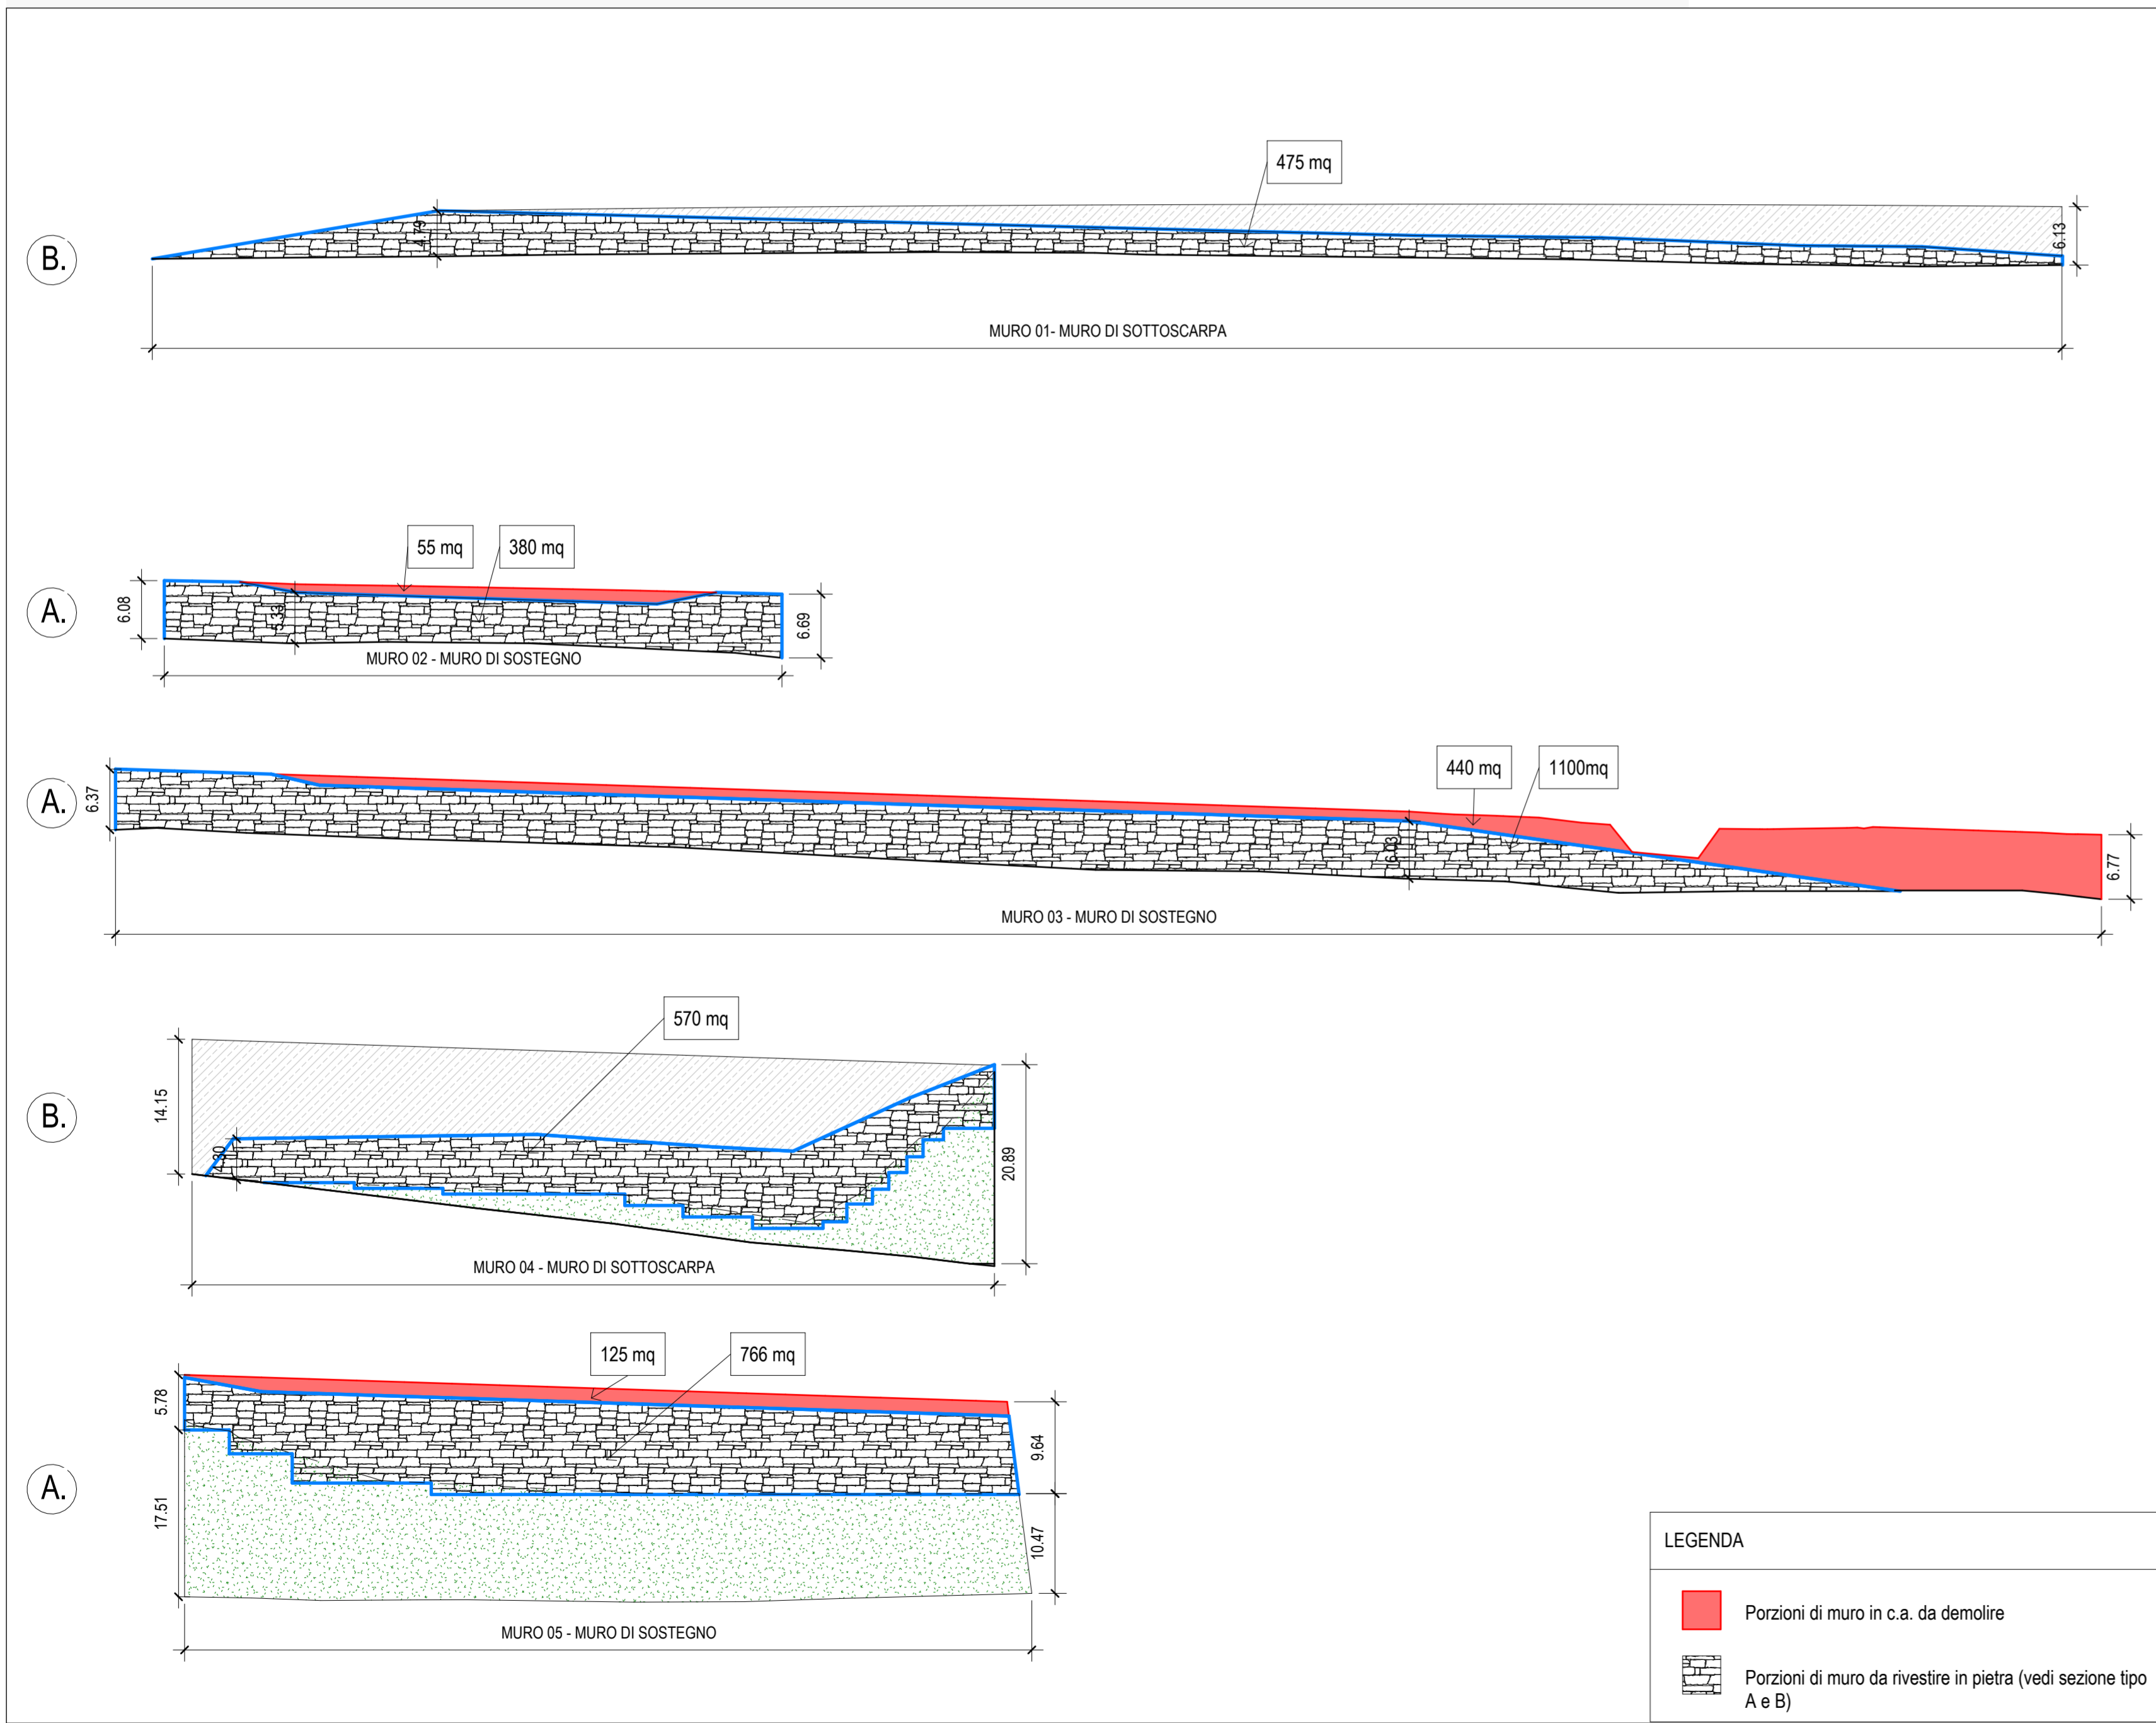 475 mq
B.
4.79
6.13
MURO 01- MURO DI SOTTOSCARPA
55 mq
380 mq
A.
6.08
5.33
6.69
MURO 02 - MURO DI SOSTEGNO
A.
6.37
440 mq
1100mq
6.03
6.77
MURO 03 - MURO DI SOSTEGNO
570 mq
B.
14.15
4.30
20.89
MURO 04 - MURO DI SOTTOSCARPA
125 mq
766 mq
A.
5.78
17.51
9.64
10.47
MURO 05 - MURO DI SOSTEGNO
LEGENDA
Porzioni di muro in c.a. da demolire
Porzioni di muro da rivestire in pietra (vedi sezione tipo
A e B)